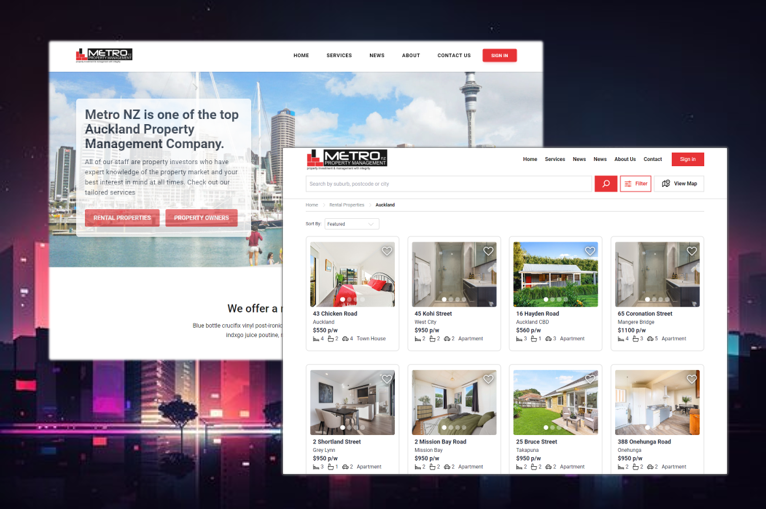 METRO NZ
PROPERTY MANAGEMENT
HOME SERVICES NEWS ABOUT CONTACT US SIGN IN
Metro NZ is one of the top
Auckland Property
Management Company.
All of our staff are property investors who have
expert knowledge of the property market and your
best interest in mind at all times. Check out our
tailored services
RENTAL PROPERTIES PROPERTY OWNERS
We offer a
Blue bottle crucifix vinyl post-ironic
indxgo juice poutine,
METRO NZ
PROPERTY MANAGEMENT
property investment & management with integrity
Home Services News News About Us Contact Sign in
Search by suburb, postcode or city
Filter View Map
Home Rental Properties Auckland
Sort By: Featured
43 Chicken Road
Auckland
$550 p/w
4 2 4 Town House
45 Kohi Street
West City
$950 p/w
2 2 2 Apartment
16 Hayden Road
Auckland CBD
$560 p/w
3 1 3 Apartment
65 Coronation Street
Mangere Bridge
$1100 p/w
4 3 5 Apartment
2 Shortland Street
Grey Lynn
$950 p/w
3 1 2 Apartment
2 Mission Bay Road
Mission Bay
$950 p/w
2 2 2 Apartment
25 Bruce Street
Takapuna
$950 p/w
2 2 2 Apartment
388 Onehunga Road
Onehunga
$950 p/w
2 2 2 Apartment